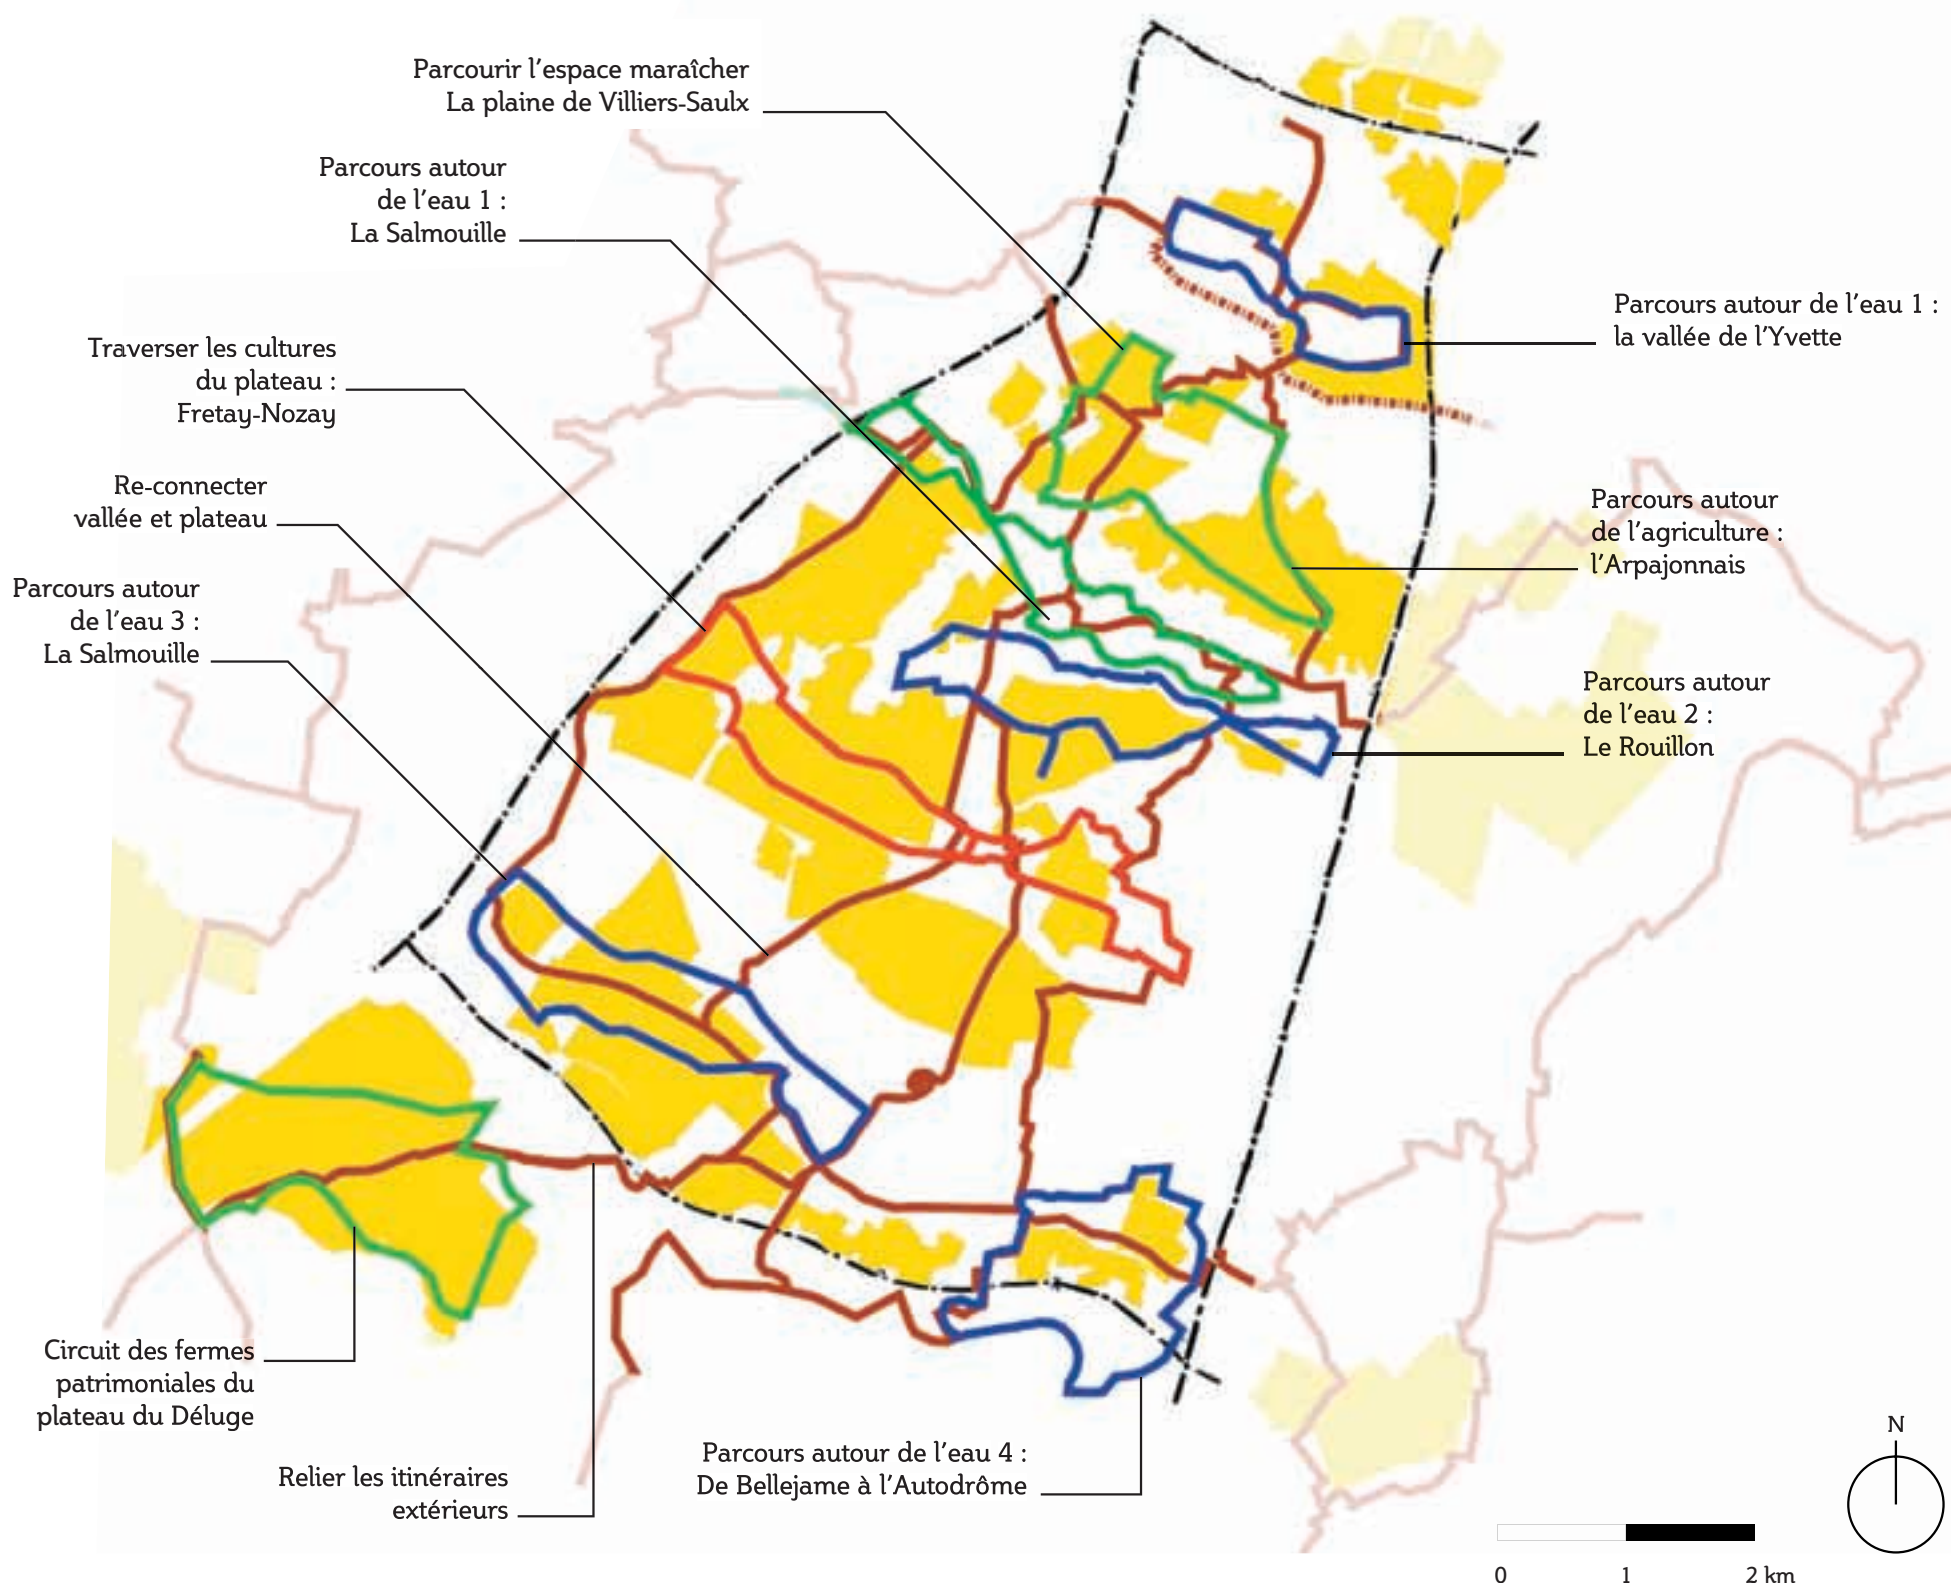 Parcourir l'espace maraîcher
La plaine de Villiers-Saulx
Parcours autour
de l'eau 1 :
La Salmouille
Traverser les cultures
du plateau :
Fretay-Nozay
Re-connecter
vallée et plateau
Parcours autour
de l'eau 3 :
La Salmouille
Parcours autour de l'eau 1 :
la vallée de l'Yvette
Parcours autour
de l'agriculture :
l'Arpajonnais
Parcours autour
de l'eau 2 :
Le Rouillon
Circuit des fermes
patrimoniales du
plateau du Déluge
Relier les itinéraires
extérieurs
Parcours autour de l'eau 4 :
De Bellejame à l'Autodrôme
N
0 1 2 km